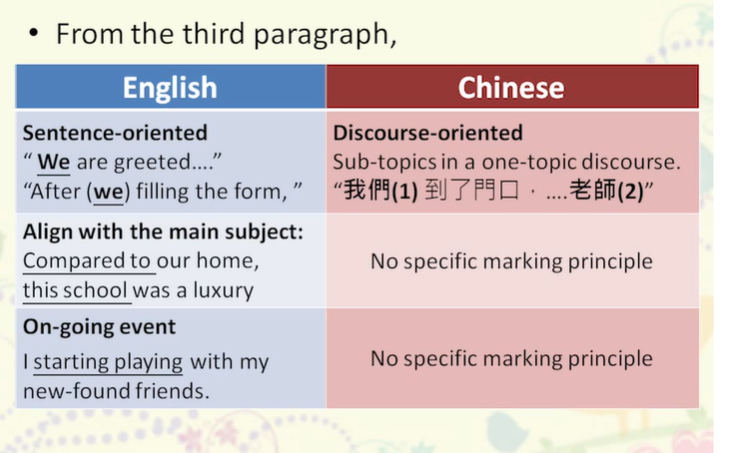 • From the third paragraph,
English
Chinese
Sentence-oriented
“ We are greeted....”
“After (we) filling the form, ”
Discourse-oriented
Sub-topics in a one-topic discourse.
“我們(1) 到了門口，....老師(2)”
Align with the main subject:
Compared to our home,
this school was a luxury
No specific marking principle
On-going event
I starting playing with my
new-found friends.
No specific marking principle